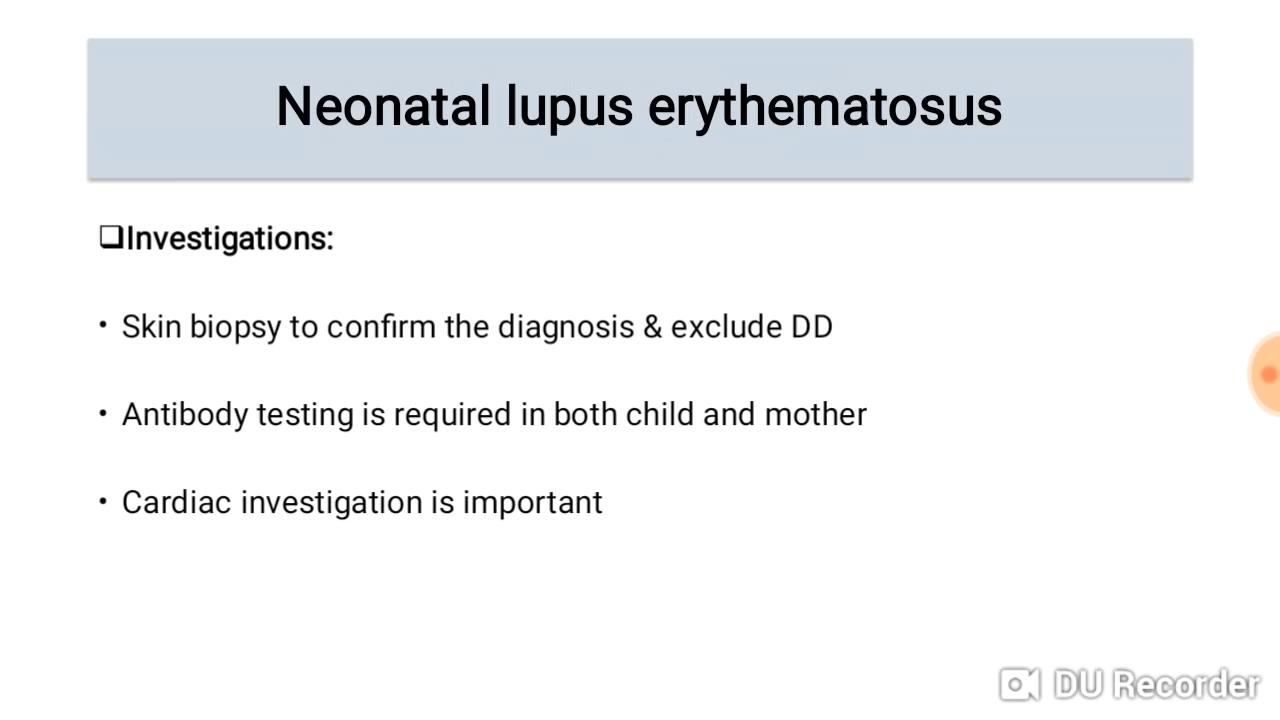 Neonatal lupus erythematosus
❑Investigations:
• Skin biopsy to confirm the diagnosis & exclude DD
• Antibody testing is required in both child and mother
• Cardiac investigation is important
DU Recorder